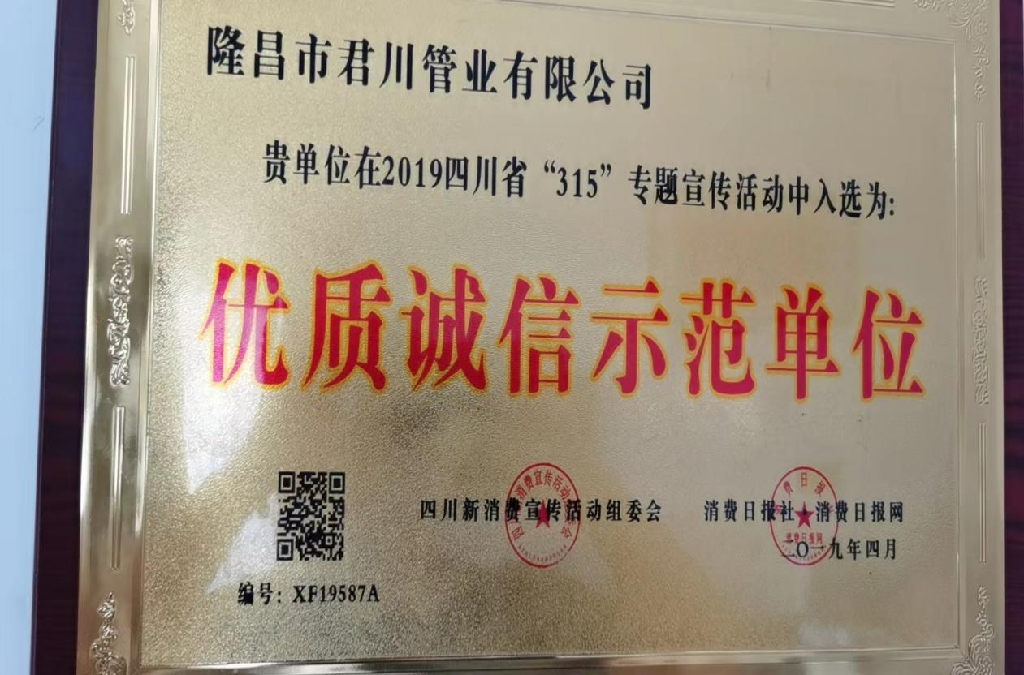 隆昌市君川管业有限公司
贵单位在2019四川省“315”专题宣传活动中入选为:
优质诚信示范单位
四川新消费宣传活动组委会
消费日报社 消费日报网
二〇一九年四月
编号：XF19587A